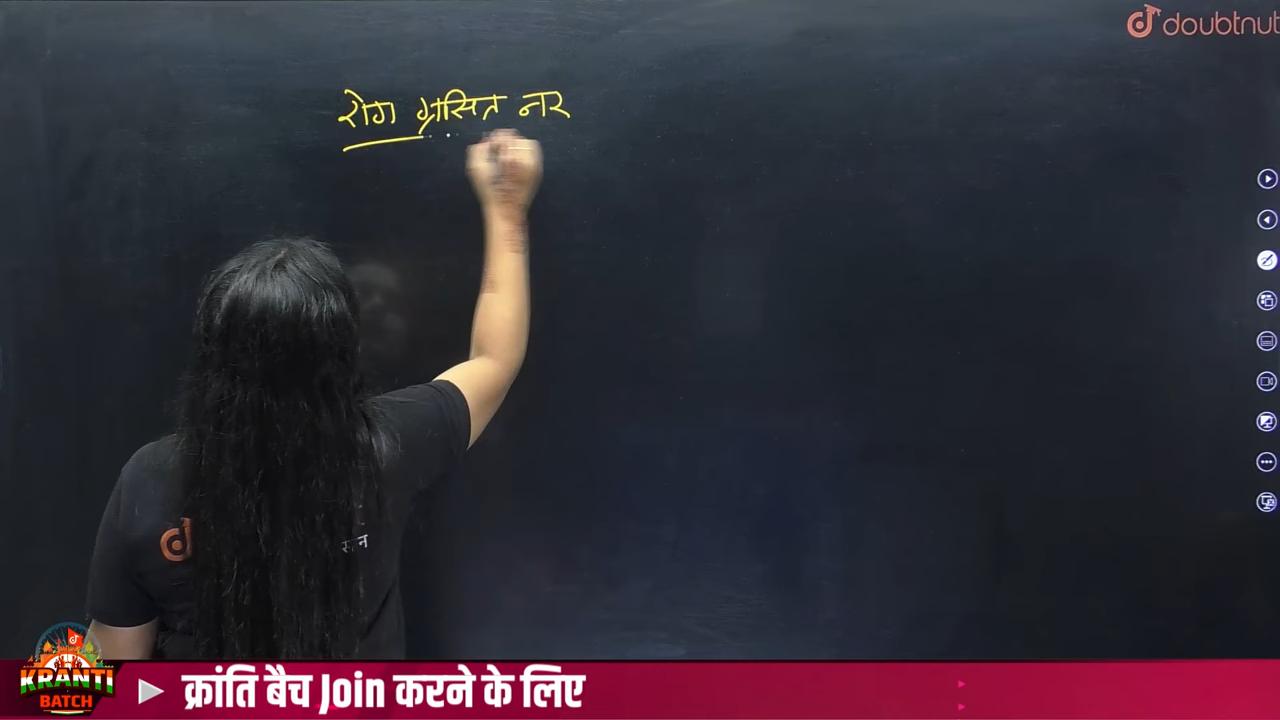 doubtnut
रोग ग्रसित नर
KRANTI
BATCH
क्रांति बैच Join करने के लिए